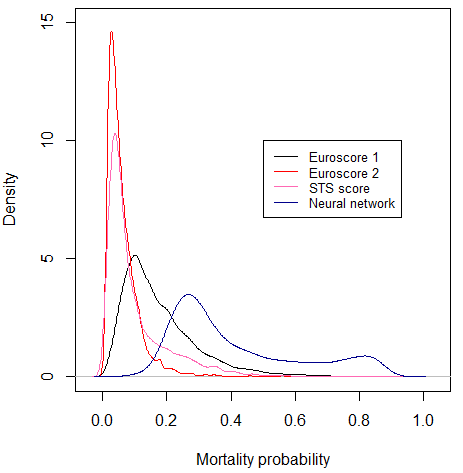 15
10
5
0
Density
Euroscore 1
Euroscore 2
STS score
Neural network
0.0 0.2 0.4 0.6 0.8 1.0
Mortality probability